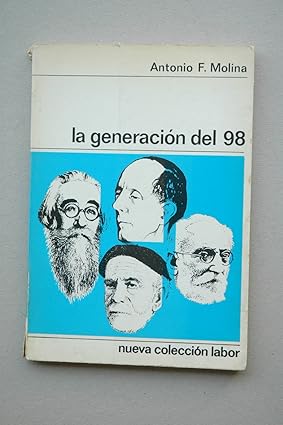 Antonio F. Molina
la generación del 98
nueva colección labor